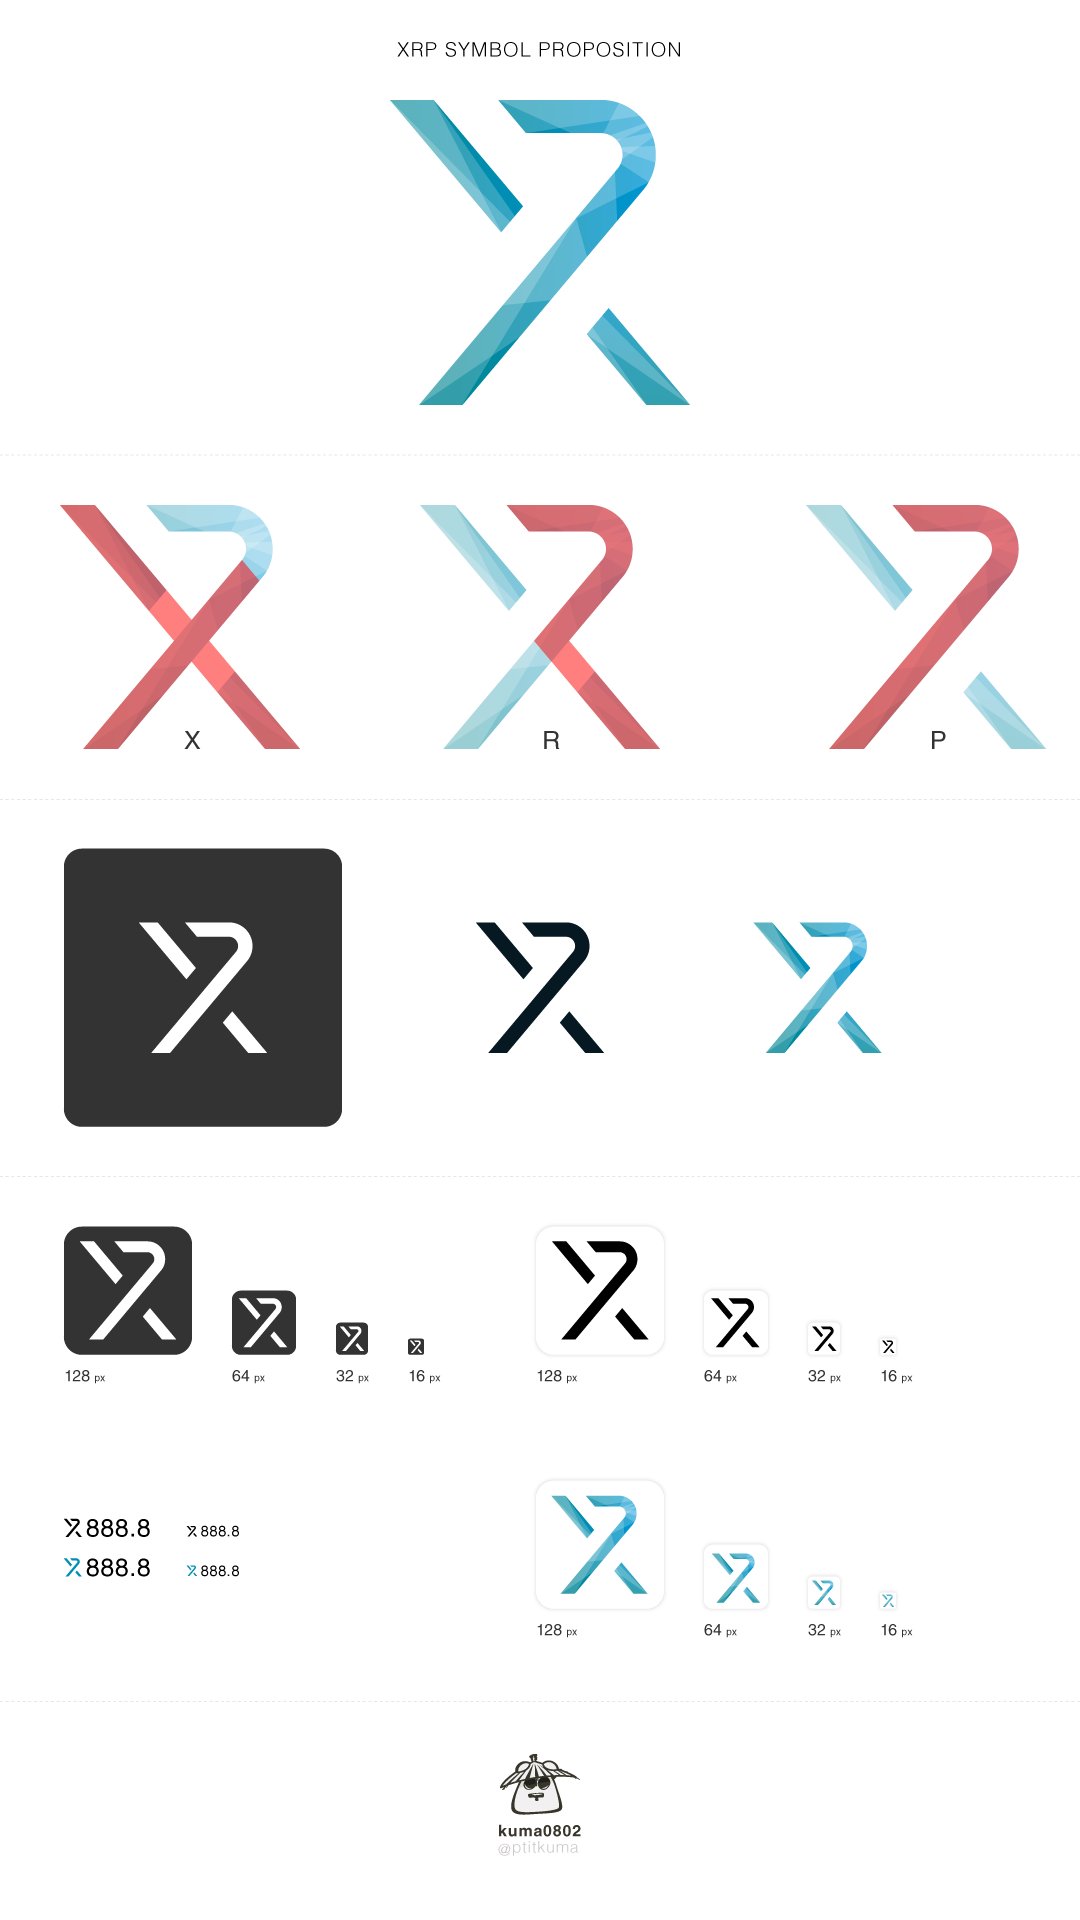 XRP SYMBOL PROPOSITION
X R P
128 px 64 px 32 px 16 px 128 px 64 px 32 px 16 px
888.8 888.8
888.8 888.8
128 px 64 px 32 px 16 px
kuma0802
@ptitkuma